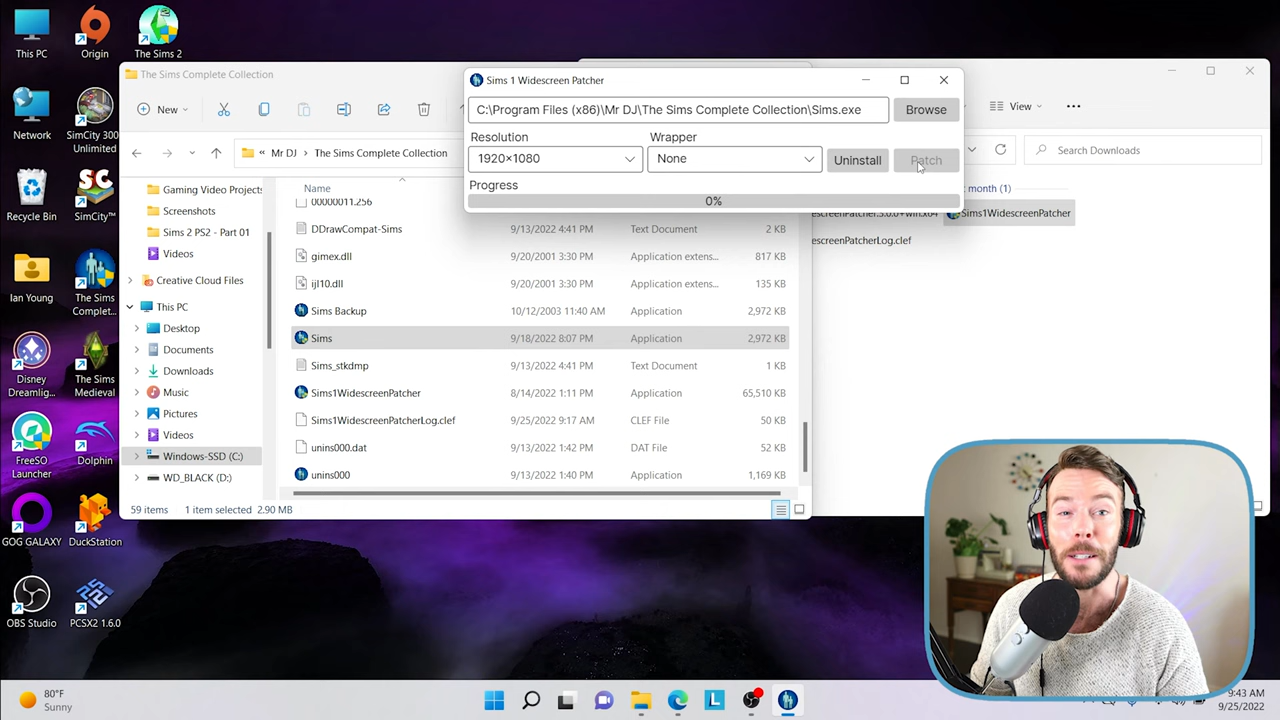 This PC
Origin
The Sims 2
Network
SimCity 3000 Unlimited
Recycle Bin
SimCity™
Ian Young
The Sims Complet...
Disney Dreamlig...
The Sims Medieval
FreeSO Launcher
Dolphin
GOG GALAXY
DuckStation
OBS Studio
PCSX2 1.6.0
The Sims Complete Collection
New
« Mr DJ > The Sims Complete Collection
Gaming Video Projects
Screenshots
Sims 2 PS2 - Part 01
Videos
Creative Cloud Files
This PC
Desktop
Documents
Downloads
Music
Pictures
Videos
Windows-SSD (C:)
WD_BLACK (D:)
Name
00000011.256
DDrawCompat-Sims 9/13/2022 4:41 PM Text Document 2 KB
gimex.dll 9/20/2001 3:30 PM Application extens... 817 KB
ijl10.dll 9/20/2001 3:30 PM Application extens... 135 KB
Sims Backup 10/12/2003 11:40 AM Application 2,972 KB
Sims 9/18/2022 8:07 PM Application 2,972 KB
Sims_stkdmp 9/13/2022 4:41 PM Text Document 1 KB
Sims1WidescreenPatcher 8/14/2022 1:11 PM Application 65,510 KB
Sims1WidescreenPatcherLog.clef 9/25/2022 9:17 AM CLEF File 50 KB
unins000.dat 9/13/2022 1:42 PM DAT File 52 KB
unins000 9/13/2022 1:40 PM Application 1,169 KB
59 items 1 item selected 2.90 MB
Sims 1 Widescreen Patcher
C:\Program Files (x86)\Mr DJ\The Sims Complete Collection\Sims.exe
Browse
Resolution Wrapper
1920×1080 None Uninstall Patch
Progress
0%
View
Search Downloads
month (1)
Sims1WidescreenPatcher
escreenPatcherLog.clef
80°F
Sunny
9:43 AM
9/25/2022